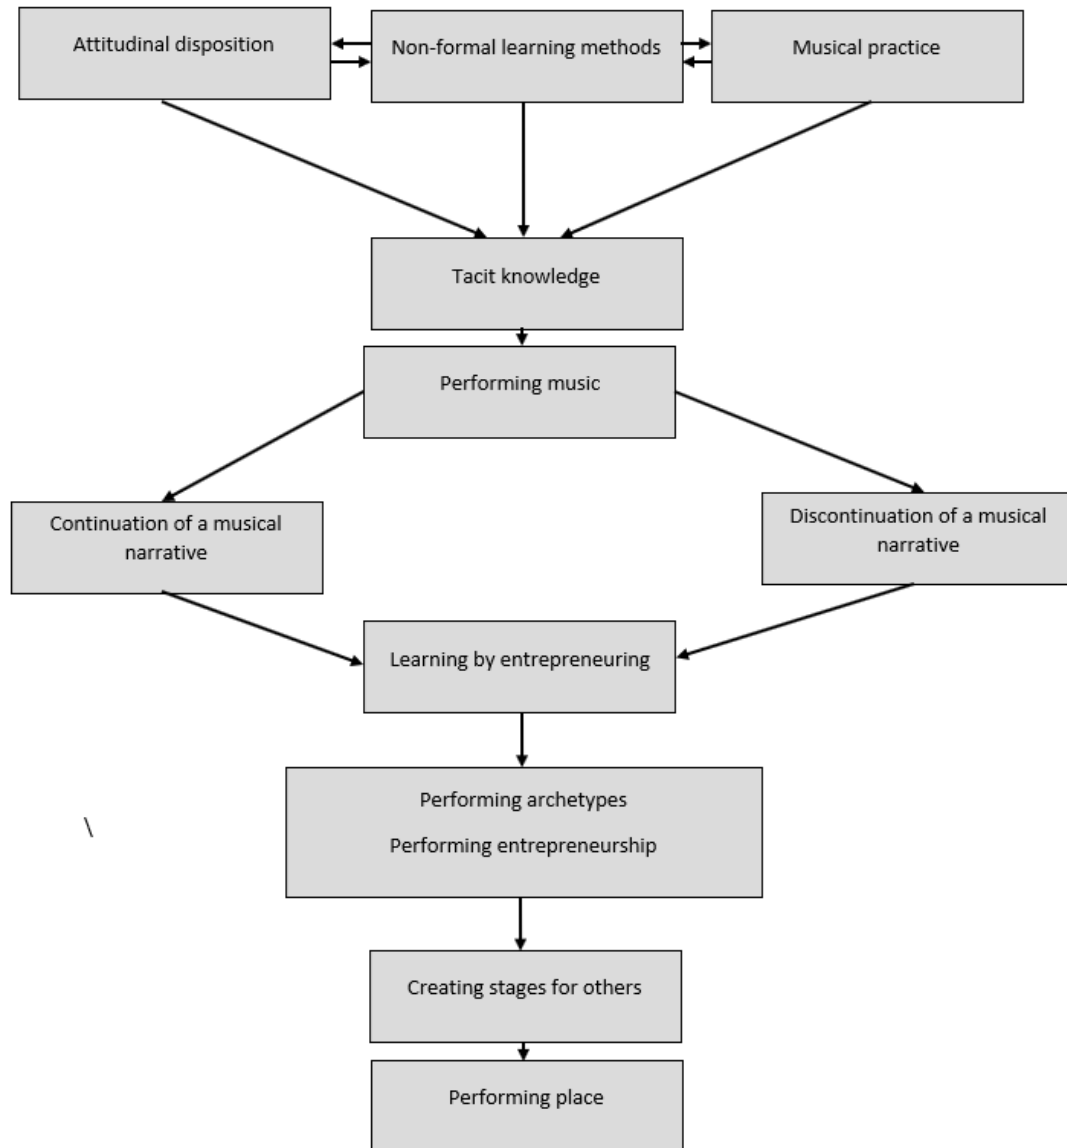 Attitudinal disposition
Non-formal learning methods
Musical practice
Tacit knowledge
Performing music
Continuation of a musical
narrative
Discontinuation of a musical
narrative
Learning by entrepreneuring
\
Performing archetypes
Performing entrepreneurship
Creating stages for others
Performing place